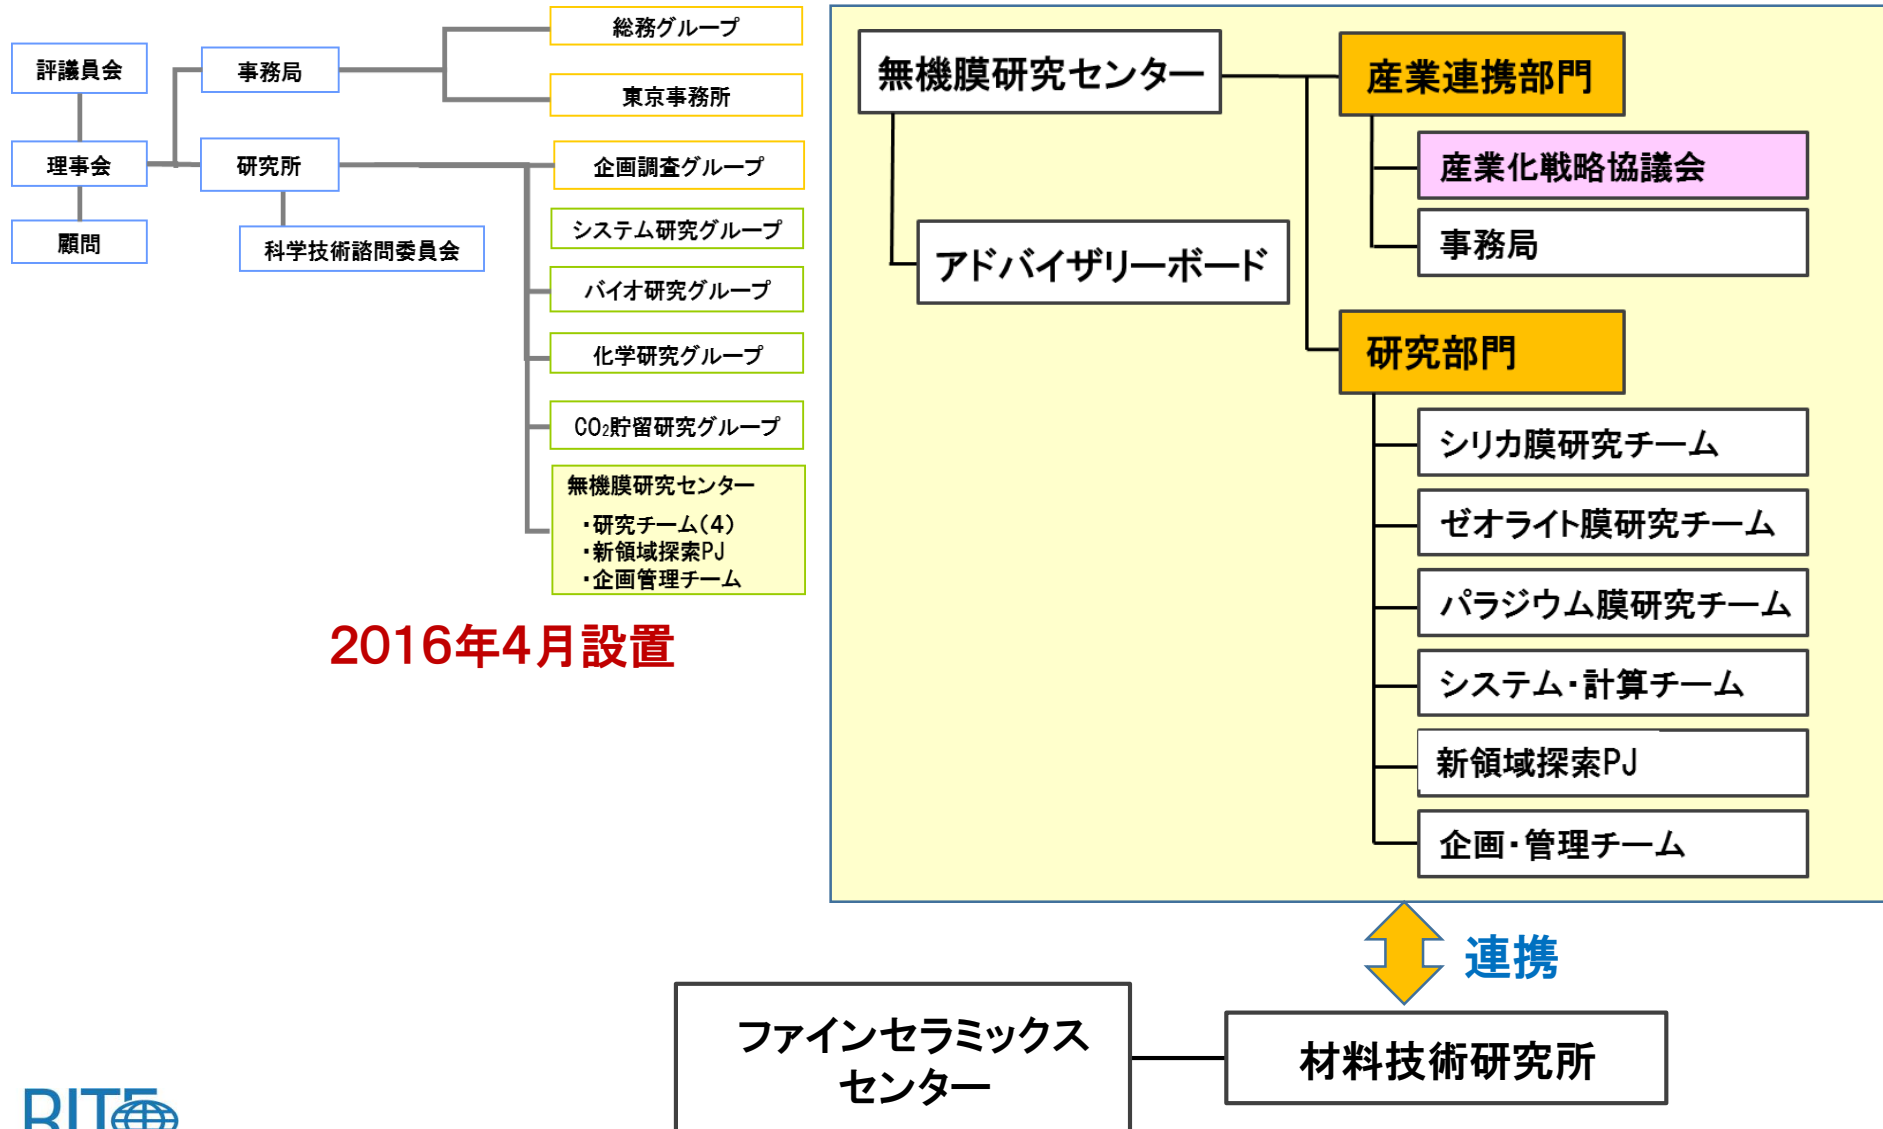 評議員会
理事会
顧問
事務局
研究所
科学技術諮問委員会
総務グループ
東京事務所
企画調査グループ
システム研究グループ
バイオ研究グループ
化学研究グループ
CO₂貯留研究グループ
無機膜研究センター
・研究チーム(4)
・新領域探索PJ
・企画管理チーム
2016年4月設置
無機膜研究センター
アドバイザリーボード
産業連携部門
産業化戦略協議会
事務局
研究部門
シリカ膜研究チーム
ゼオライト膜研究チーム
パラジウム膜研究チーム
システム・計算チーム
新領域探索PJ
企画・管理チーム
連携
ファインセラミックス
センター
材料技術研究所
RITE